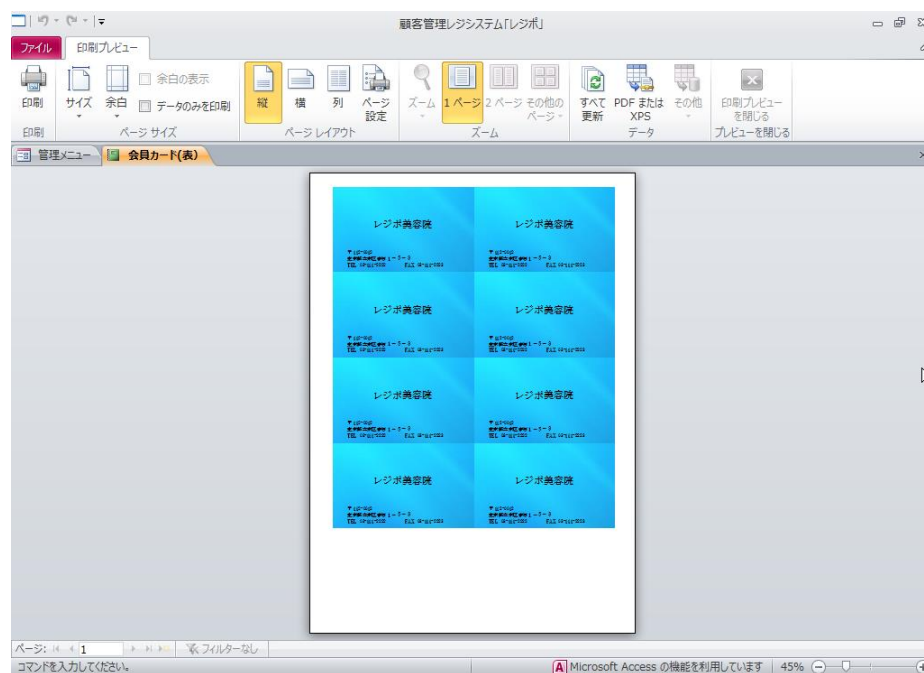 顧客管理レジシステム「レジポ」
ファイル 印刷プレビュー
印刷 サイズ 余白 余白の表示 データのみを印刷 縦 横 列 ページ設定 ズーム 1 ページ 2 ページ その他のページ すべて更新 PDF または XPS その他 印刷プレビューを閉じる
印刷 ページ サイズ ページ レイアウト ズーム データ プレビューを閉じる
管理メニュー 会員カード(表)
レジポ美容院 レジポ美容院
レジポ美容院 レジポ美容院
レジポ美容院 レジポ美容院
レジポ美容院 レジポ美容院
ページ: 1 フィルターなし
コマンドを入力してください。 Microsoft Access の機能を利用しています 45%